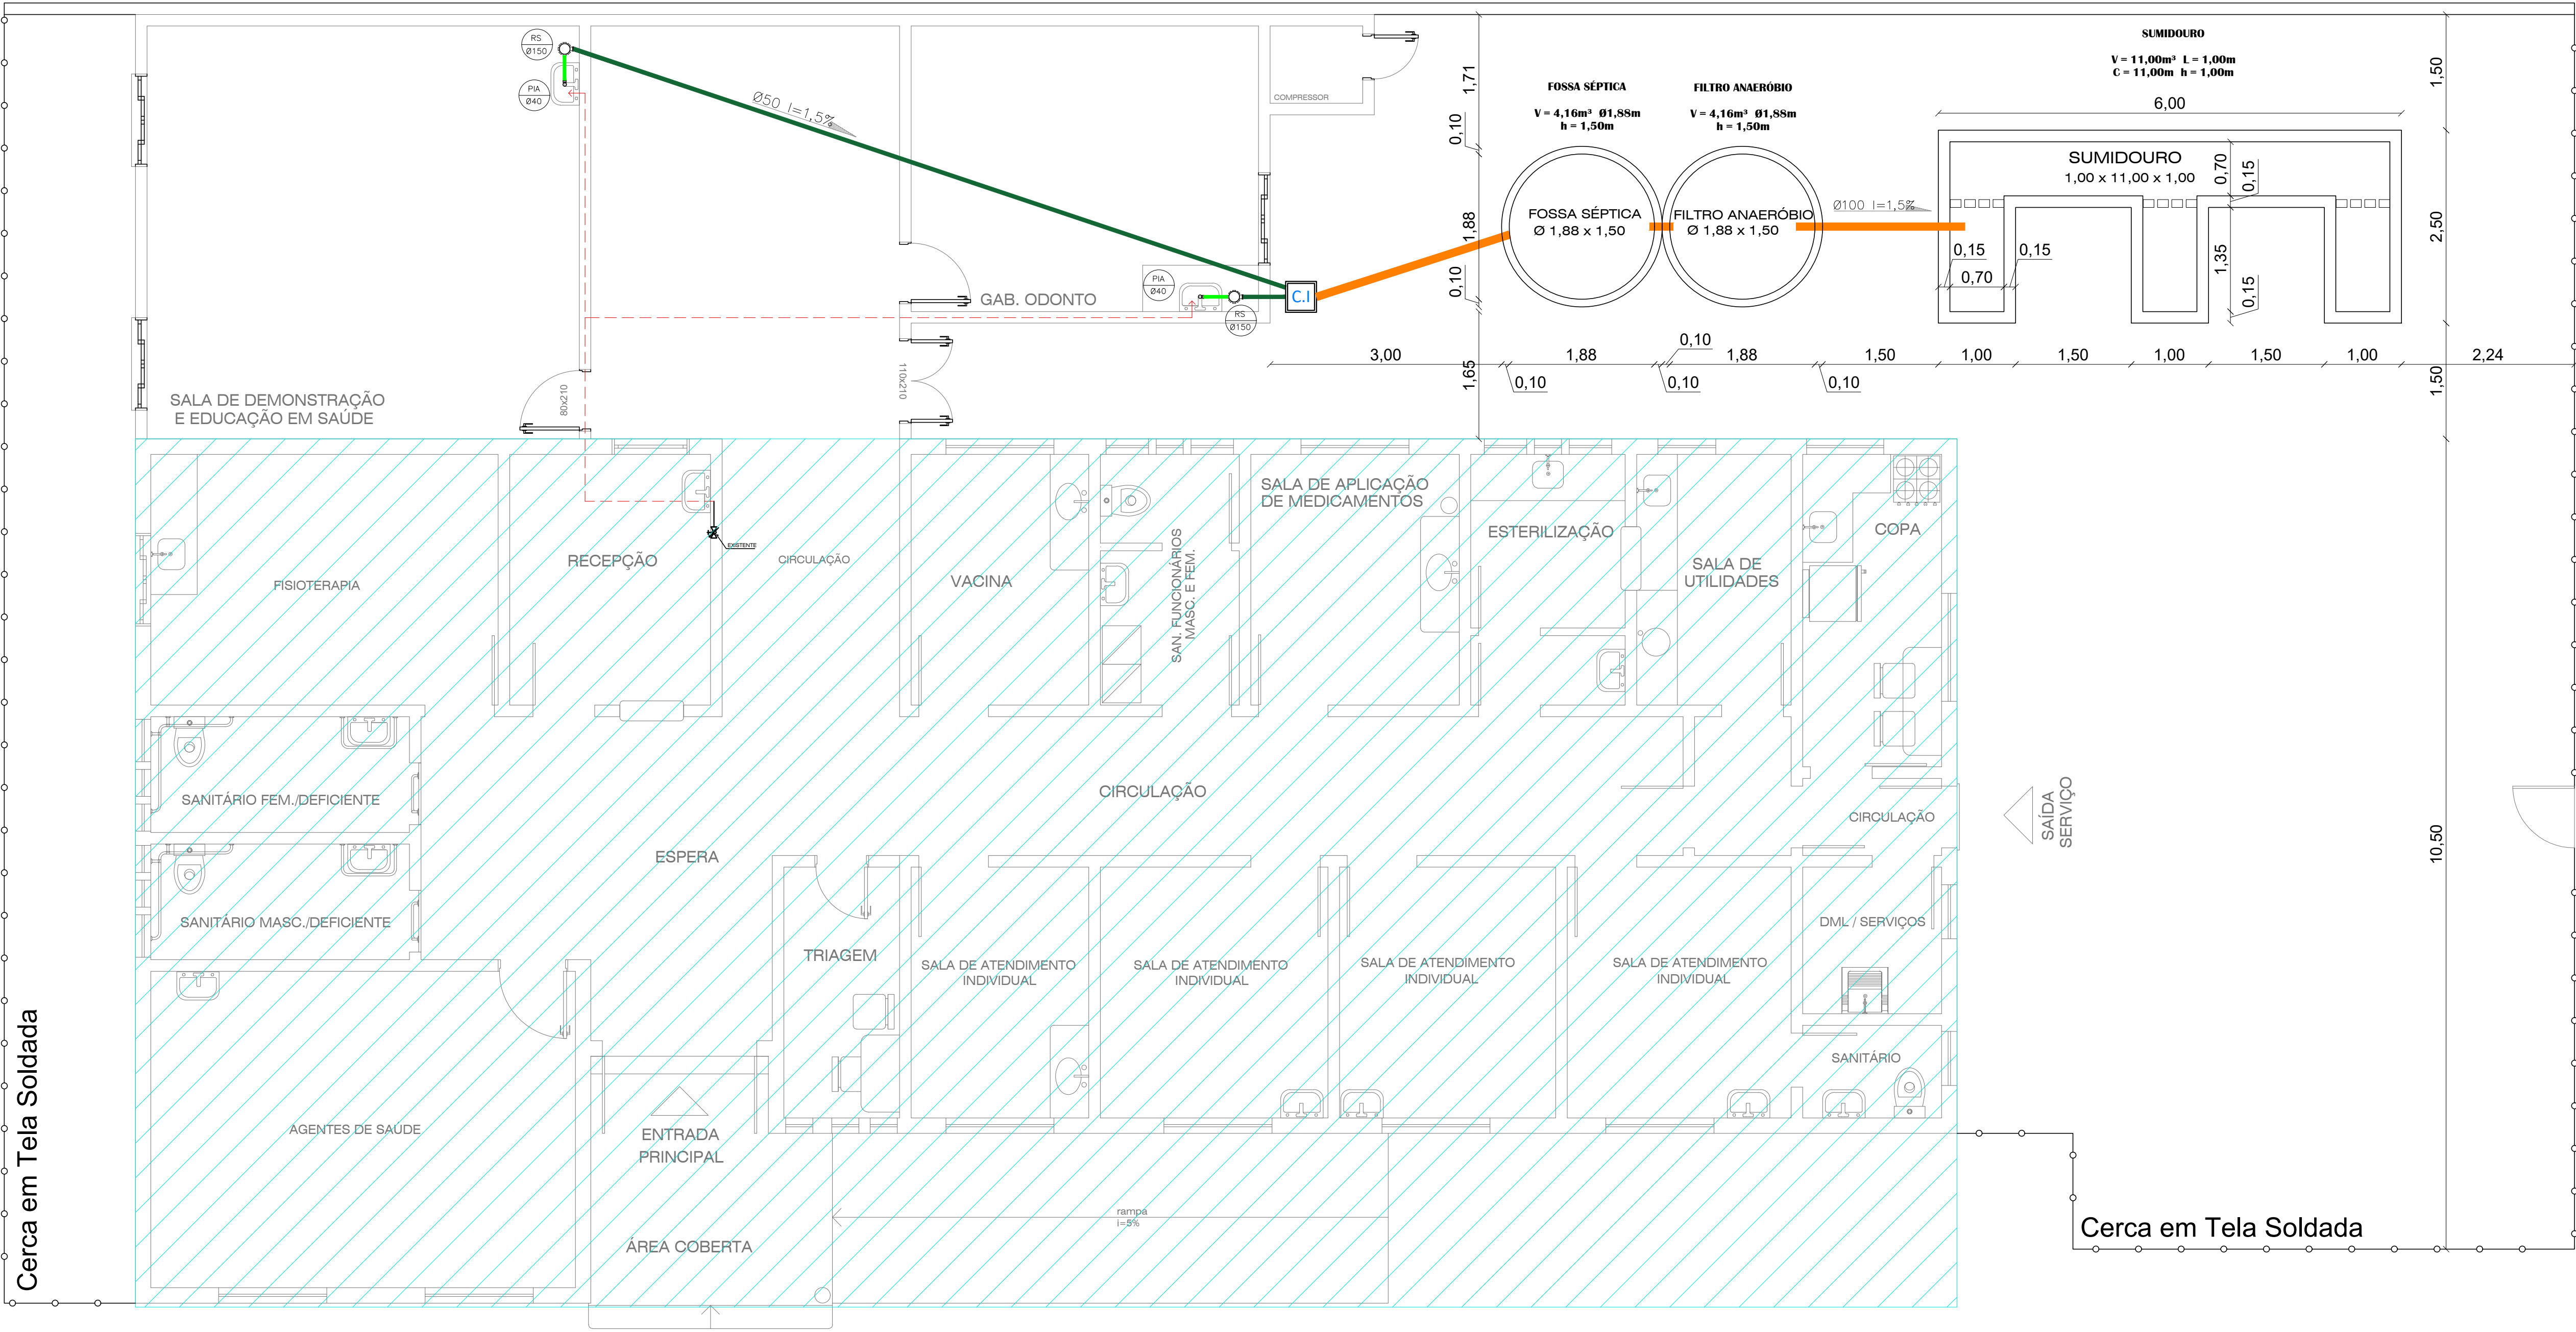 RS
Ø150
PIA
Ø40
Ø50 I=1,5%
COMPRESSOR
1,71
0,10
1,88
0,10
1,65
FOSSA SÉPTICA
V = 4,16m³ Ø1,88m
h = 1,50m
FILTRO ANAERÓBIO
V = 4,16m³ Ø1,88m
h = 1,50m
SUMIDOURO
V = 11,00m³ L = 1,00m
C = 11,00m h = 1,00m
6,00
SUMIDOURO
1,00 x 11,00 x 1,00
0,70
0,15
1,35
0,15
0,15
0,70
0,15
FOSSA SÉPTICA
Ø 1,88 x 1,50
FILTRO ANAERÓBIO
Ø 1,88 x 1,50
Ø100 I=1,5%
1,50
2,50
1,50
10,50
PIA
Ø40
RS
Ø150
C.I
GAB. ODONTO
3,00
0,10
1,88
0,10
0,10
1,88
0,10
1,50
1,00
1,50
1,00
1,50
1,00
2,24
SALA DE DEMONSTRAÇÃO
E EDUCAÇÃO EM SAÚDE
80x210
110x210
FISIOTERAPIA
RECEPÇÃO
EXISTENTE
CIRCULAÇÃO
VACINA
SAN. FUNCIONÁRIOS
MASC. E FEM.
SALA DE APLICAÇÃO
DE MEDICAMENTOS
ESTERILIZAÇÃO
SALA DE
UTILIDADES
COPA
SANITÁRIO FEM./DEFICIENTE
CIRCULAÇÃO
CIRCULAÇÃO
SAÍDA
SERVIÇO
ESPERA
SANITÁRIO MASC./DEFICIENTE
TRIAGEM
SALA DE ATENDIMENTO
INDIVIDUAL
SALA DE ATENDIMENTO
INDIVIDUAL
SALA DE ATENDIMENTO
INDIVIDUAL
SALA DE ATENDIMENTO
INDIVIDUAL
DML / SERVIÇOS
SANITÁRIO
AGENTES DE SAÚDE
ENTRADA
PRINCIPAL
ÁREA COBERTA
rampa
i=5%
Cerca em Tela Soldada
Cerca em Tela Soldada